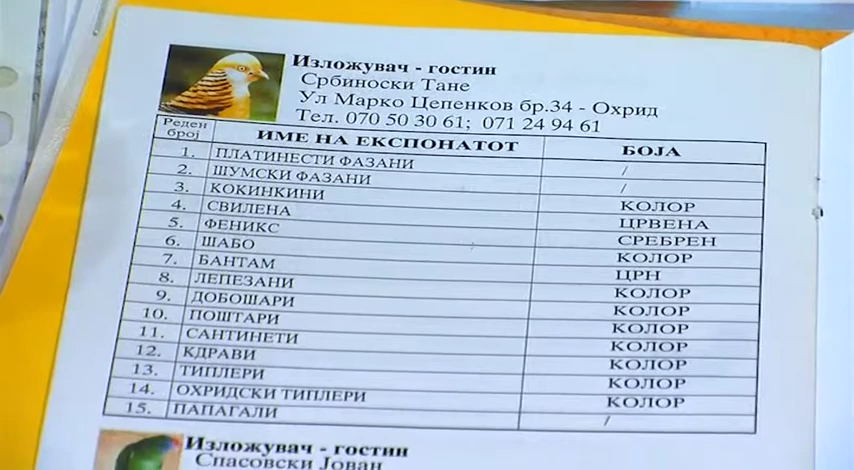 Изложувач - гостин
Србиноски Тане
Ул Марко Цепенков бр.34 - Охрид
Тел. 070 50 30 61; 071 24 94 61
Реден број ИМЕ НА ЕКСПОНАТОТ БОЈА
1. ПЛАТИНЕСТИ ФАЗАНИ /
2. ШУМСКИ ФАЗАНИ /
3. КОКИНКИНИ КОЛОР
4. СВИЛЕНА ЦРВЕНА
5. ФЕНИКС СРЕБРЕН
6. ШАБО КОЛОР
7. БАНТАМ ЦРН
8. ЛЕПЕЗАНИ КОЛОР
9. ДОБОШАРИ КОЛОР
10. ПОШТАРИ КОЛОР
11. САНТИНЕТИ КОЛОР
12. КДРАВИ КОЛОР
13. ТИПЛЕРИ КОЛОР
14. ОХРИДСКИ ТИПЛЕРИ КОЛОР
15. ПАПАГАЛИ /
Изложувач - гостин
Спасовски Јован